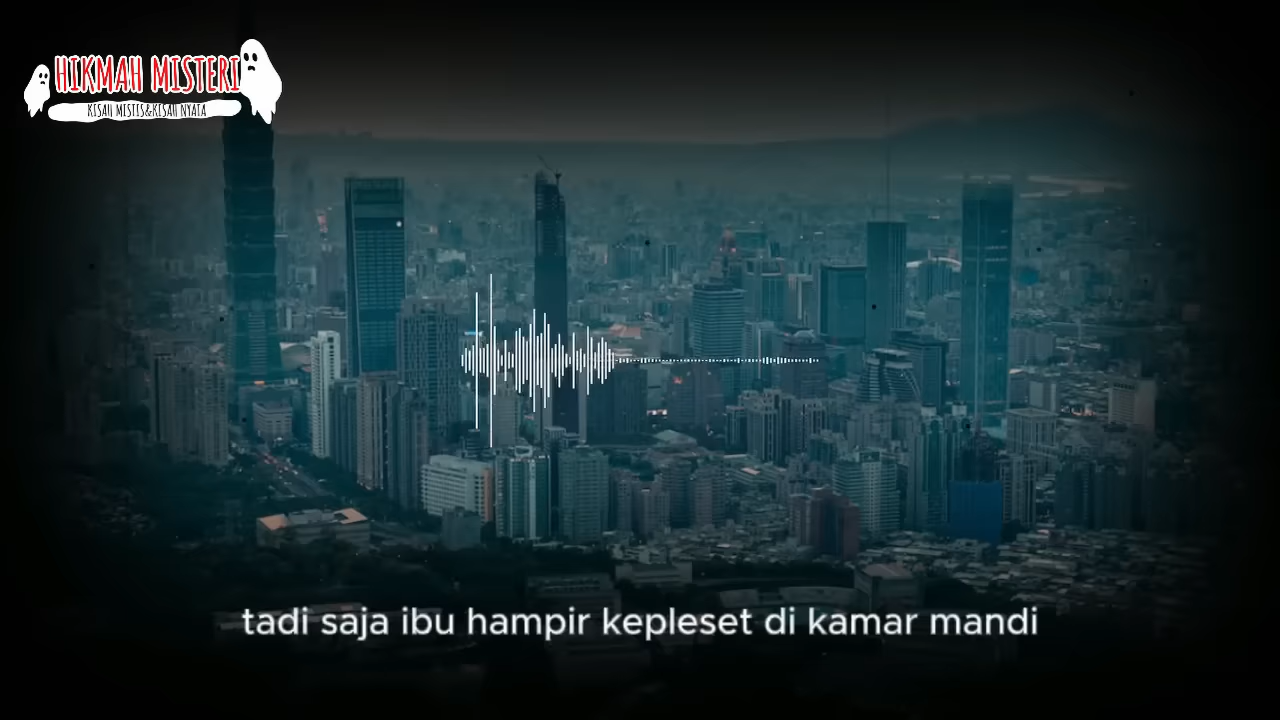 HIKMAH MISTERI
KISAH MISTIS&KISAH NYATA
tadi saja ibu hampir kepleset di kamar mandi